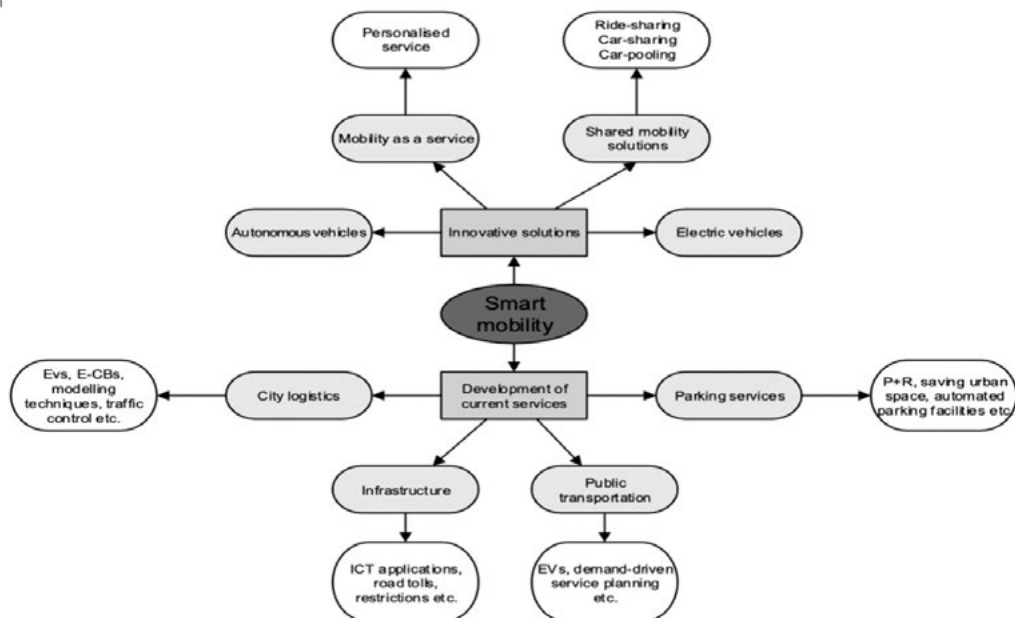 Personalised
service
Ride-sharing
Car-sharing
Car-pooling
Mobility as a service
Shared mobility
solutions
Autonomous vehicles
Innovative solutions
Electric vehicles
Smart
mobility
Evs, E-CBs,
modelling
techniques, traffic
control etc.
City logistics
Development of
current services
Parking services
P+R, saving urban
space, automated
parking facilities etc
Infrastructure
Public
transportation
ICT applications,
road tolls,
restrictions etc.
EVs, demand-driven
service planning
etc.